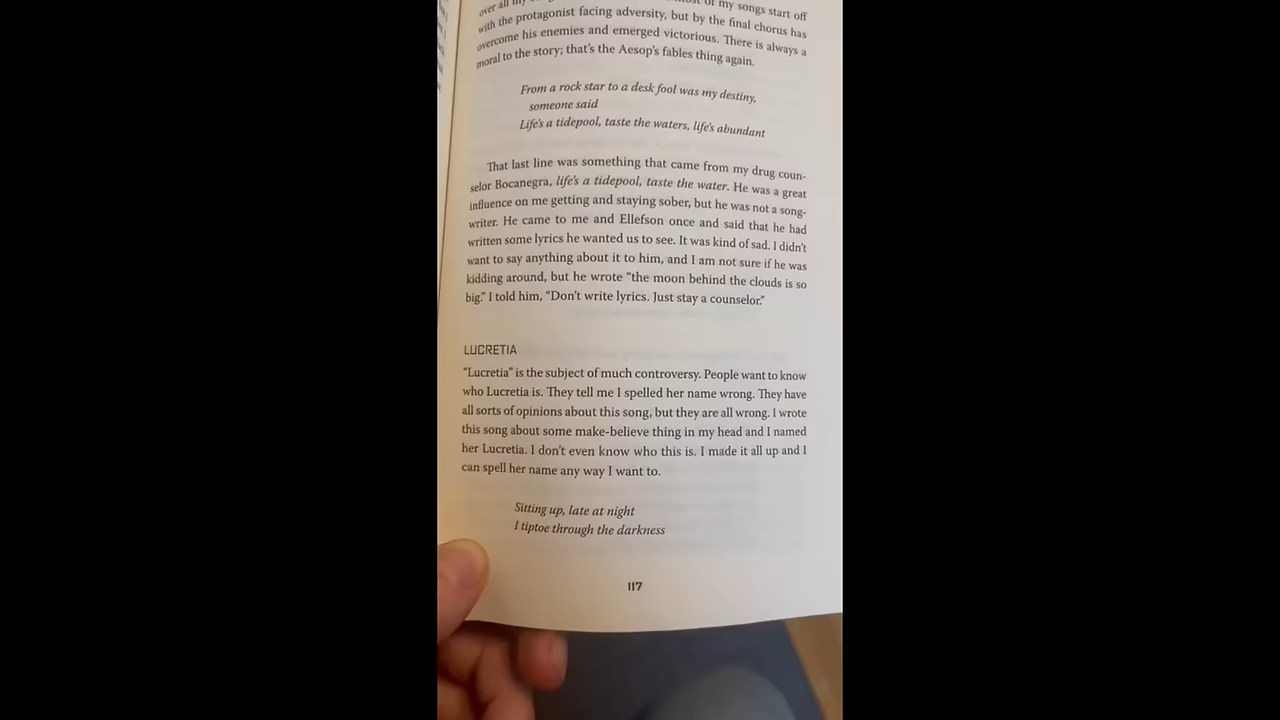 over all my of my songs start off
with the protagonist facing adversity, but by the final chorus has
overcome his enemies and emerged victorious. There is always a
moral to the story; that's the Aesop's fables thing again.
From a rock star to a desk fool was my destiny,
someone said
Life's a tidepool, taste the waters, life's abundant
That last line was something that came from my drug coun-
selor Bocanegra, life's a tidepool, taste the water. He was a great
influence on me getting and staying sober, but he was not a song-
writer. He came to me and Ellefson once and said that he had
written some lyrics he wanted us to see. It was kind of sad. I didn't
want to say anything about it to him, and I am not sure if he was
kidding around, but he wrote “the moon behind the clouds is so
big.” I told him, “Don't write lyrics. Just stay a counselor.”
LUCRETIA
“Lucretia” is the subject of much controversy. People want to know
who Lucretia is. They tell me I spelled her name wrong. They have
all sorts of opinions about this song, but they are all wrong. I wrote
this song about some make-believe thing in my head and I named
her Lucretia. I don't even know who this is. I made it all up and I
can spell her name any way I want to.
Sitting up, late at night
I tiptoe through the darkness
117